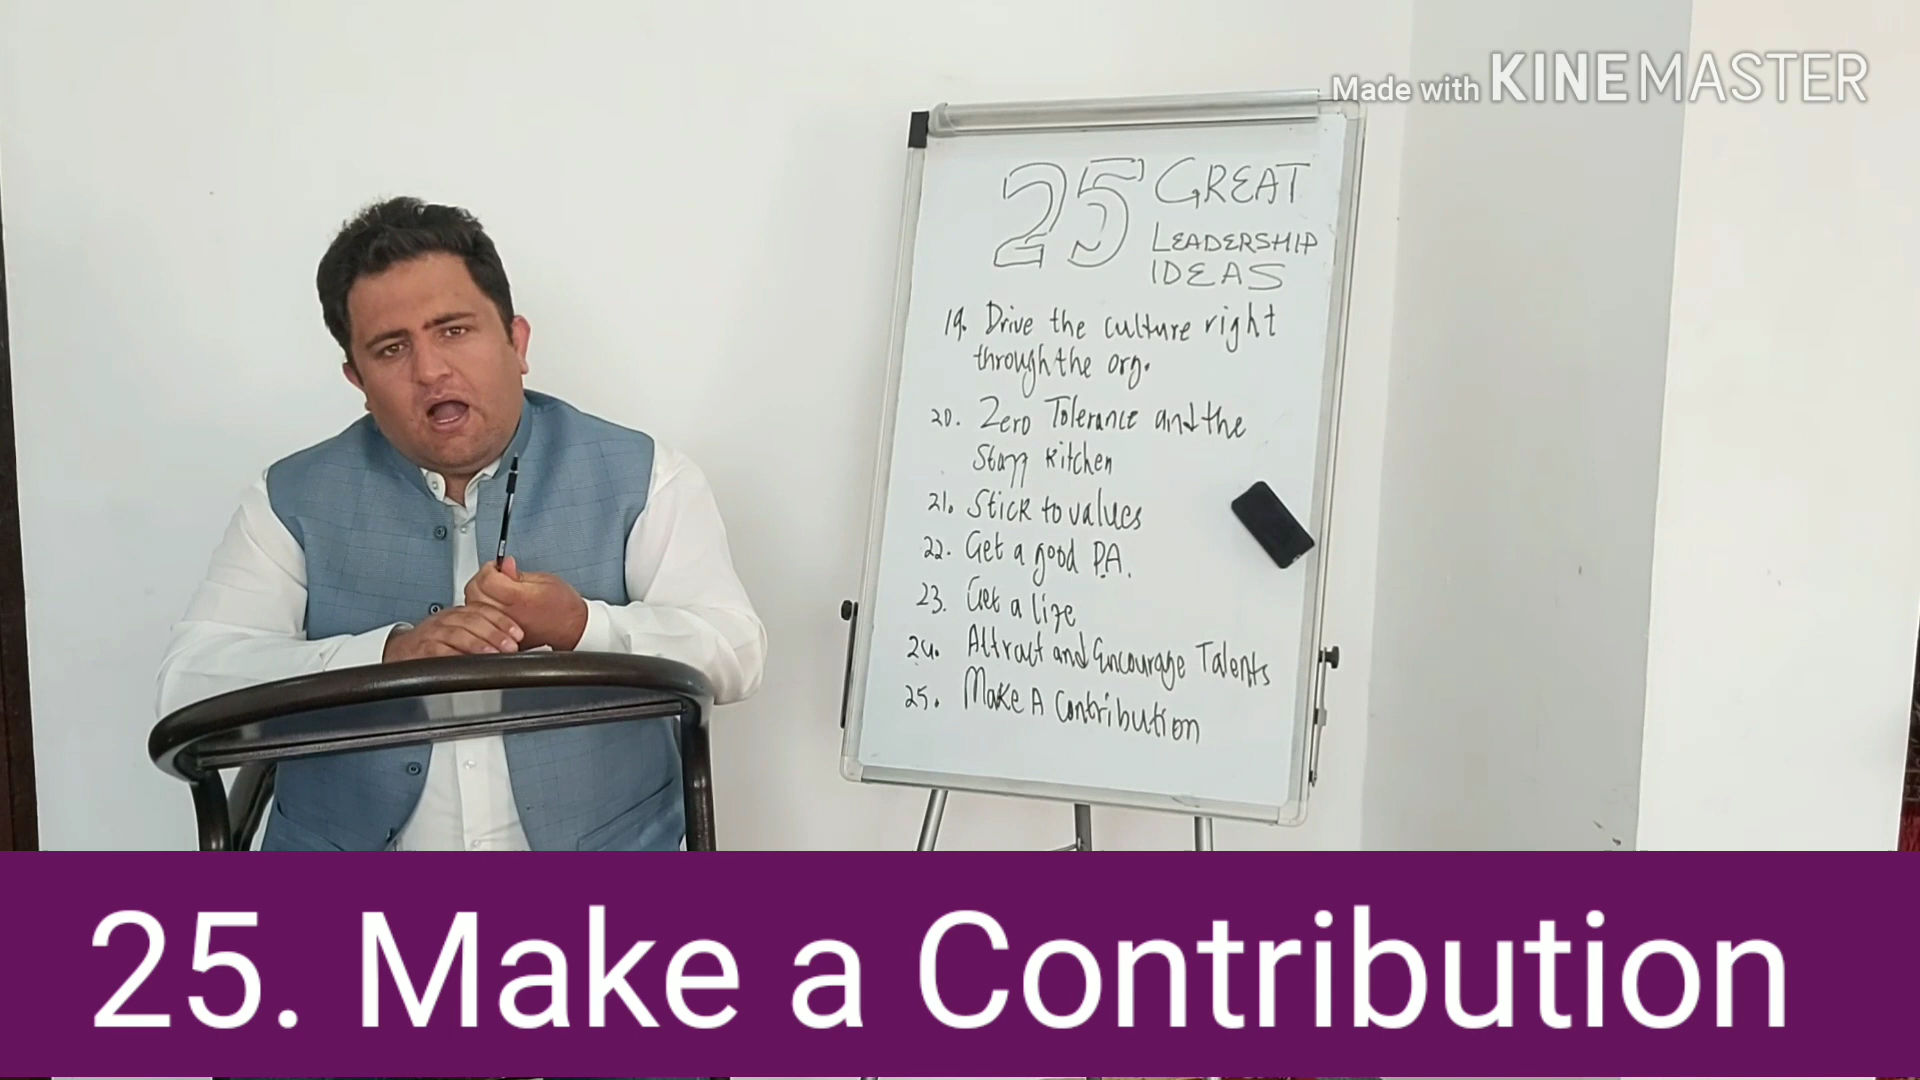 Made with KINEMASTER
25 GREAT
LEADERSHIP
IDEAS
19. Drive the culture right
through the org.
20. Zero Tolerance and the
Staff Kitchen
21. Stick to values
22. Get a good P.A.
23. Get a life
24. Attract and Encourage Talents
25. Make A Contribution
25. Make a Contribution